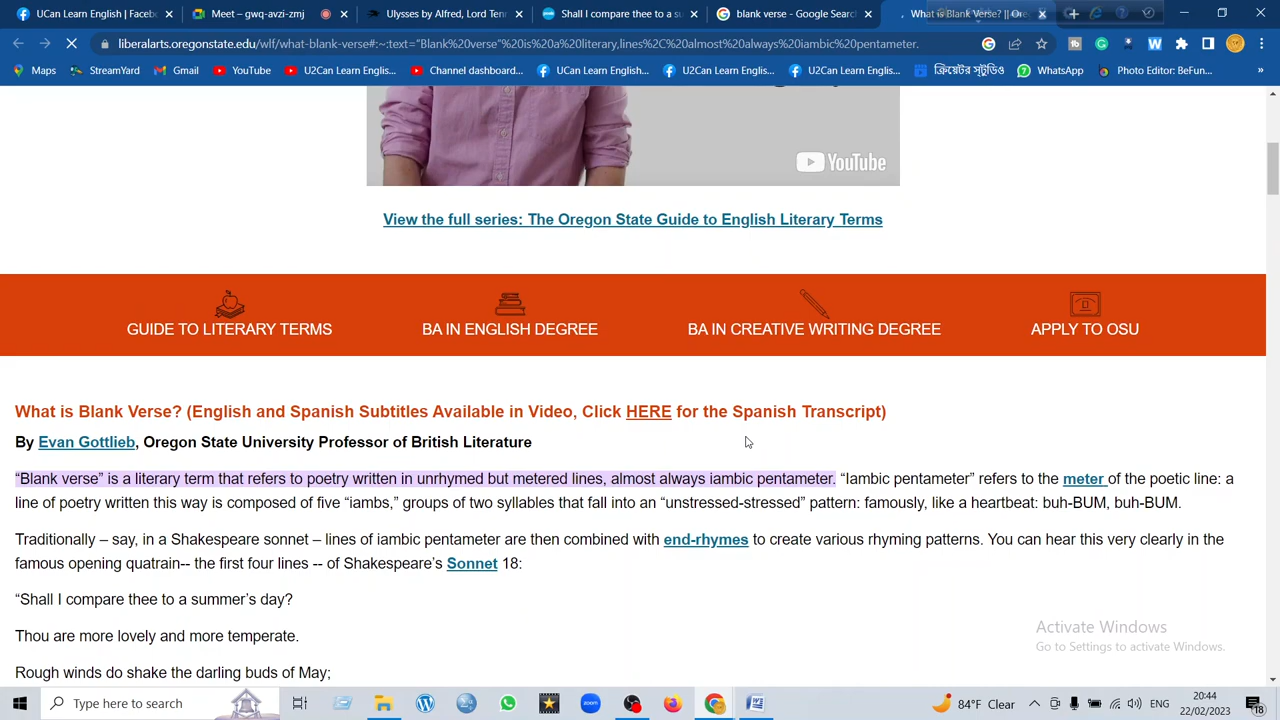 UCan Learn English | Facebook
Meet – gwq-avzi-zmj
Ulysses by Alfred, Lord Ten
Shall I compare thee to a su
blank verse - Google Search
What is Blank Verse? ||
liberalarts.oregonstate.edu/wlf/what-blank-verse#:~:text="Blank%20verse"%20is%20a%20literary,lines%2C%20almost%20always%20iambic%20pentameter.
Maps
StreamYard
Gmail
YouTube
U2Can Learn Englis...
Channel dashboard...
UCan Learn English...
U2Can Learn Englis...
U2Can Learn Englis...
ক্রিয়েটর স্টুডিও
WhatsApp
Photo Editor: BeFun...
»
YouTube
View the full series: The Oregon State Guide to English Literary Terms
GUIDE TO LITERARY TERMS
BA IN ENGLISH DEGREE
BA IN CREATIVE WRITING DEGREE
APPLY TO OSU
What is Blank Verse? (English and Spanish Subtitles Available in Video, Click HERE for the Spanish Transcript)
By Evan Gottlieb, Oregon State University Professor of British Literature
“Blank verse” is a literary term that refers to poetry written in unrhymed but metered lines, almost always iambic pentameter. “Iambic pentameter” refers to the meter of the poetic line: a
line of poetry written this way is composed of five “iambs,” groups of two syllables that fall into an “unstressed-stressed” pattern: famously, like a heartbeat: buh-BUM, buh-BUM.
Traditionally – say, in a Shakespeare sonnet – lines of iambic pentameter are then combined with end-rhymes to create various rhyming patterns. You can hear this very clearly in the
famous opening quatrain-- the first four lines -- of Shakespeare’s Sonnet 18:
“Shall I compare thee to a summer’s day?
Thou are more lovely and more temperate.
Rough winds do shake the darling buds of May;
Activate Windows
Go to Settings to activate Windows.
Type here to search
zoom
84°F Clear
ENG
20:44
22/02/2023
18